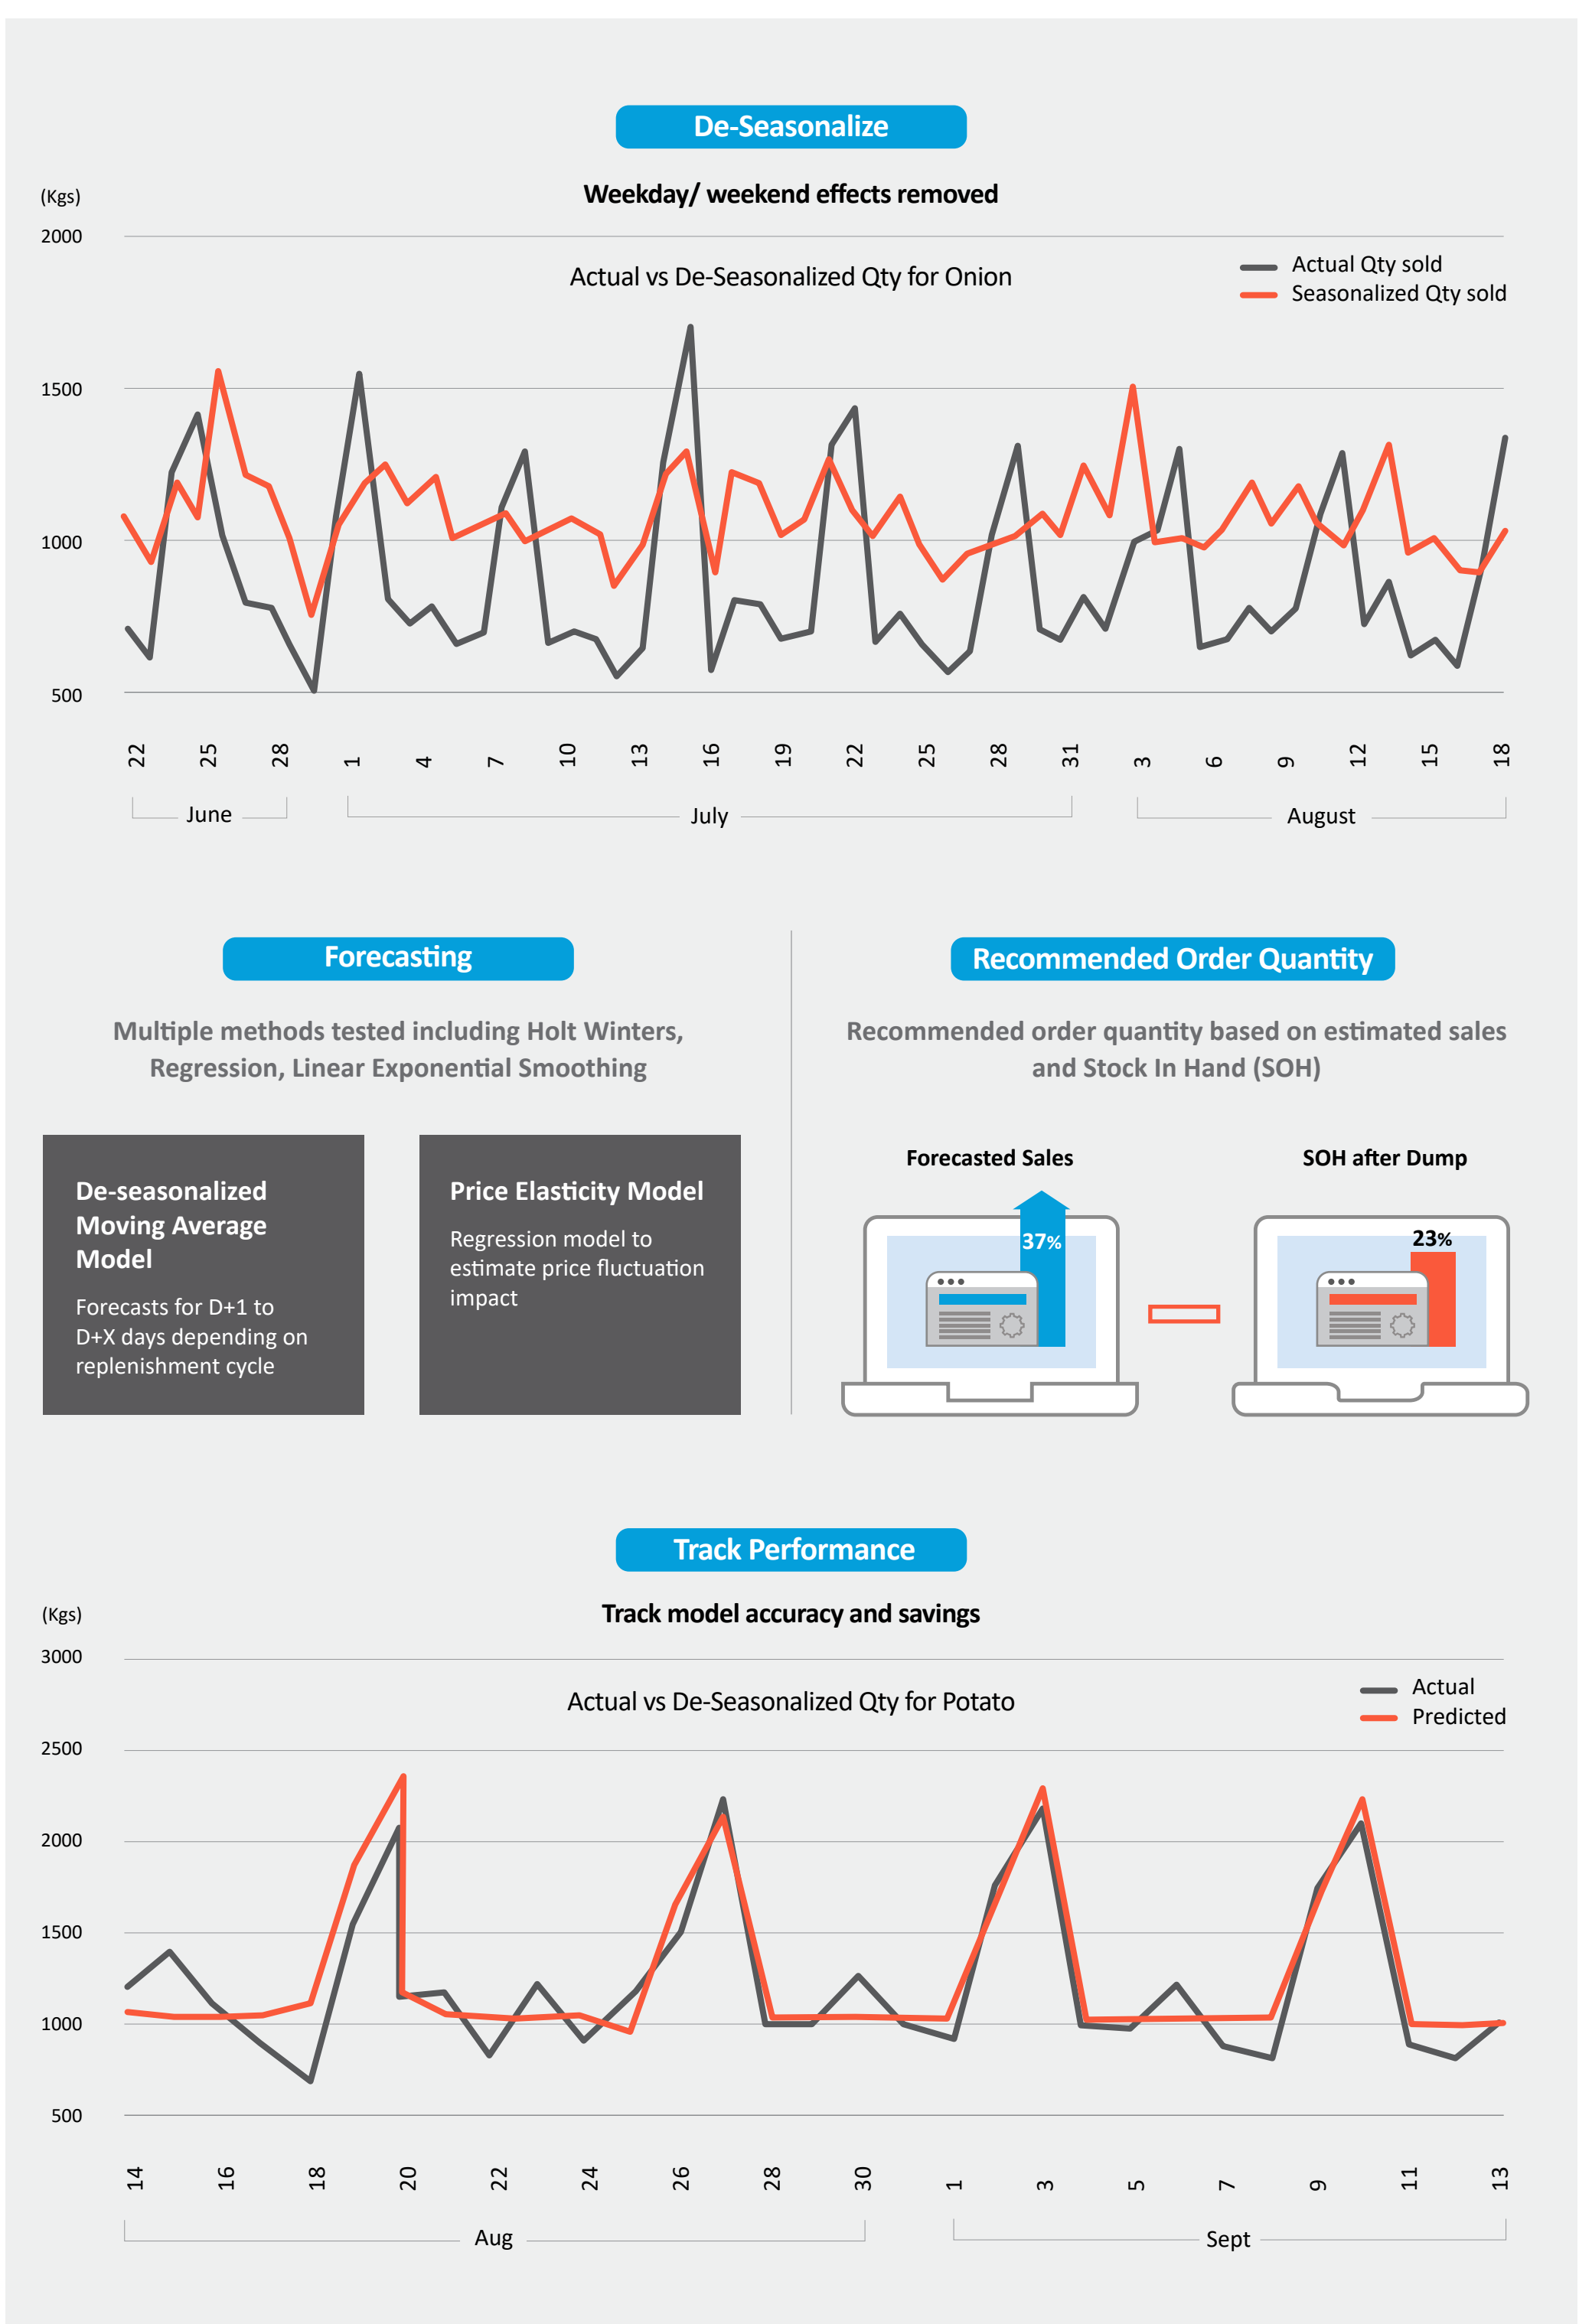 De-Seasonalize
Weekday/ weekend effects removed
(Kgs)
2000
Actual vs De-Seasonalized Qty for Onion
Actual Qty sold
Seasonalized Qty sold
1500
1000
500
22 25 28 1 4 7 10 13 16 19 22 25 28 31 3 6 9 12 15 18
June July August
Forecasting
Multiple methods tested including Holt Winters,
Regression, Linear Exponential Smoothing
De-seasonalized
Moving Average
Model
Forecasts for D+1 to
D+X days depending on
replenishment cycle
Price Elasticity Model
Regression model to
estimate price fluctuation
impact
Recommended Order Quantity
Recommended order quantity based on estimated sales
and Stock In Hand (SOH)
Forecasted Sales
37%
SOH after Dump
23%
Track Performance
Track model accuracy and savings
(Kgs)
3000
Actual vs De-Seasonalized Qty for Potato
Actual
Predicted
2500
2000
1500
1000
500
14 16 18 20 22 24 26 28 30 1 3 5 7 9 11 13
Aug Sept